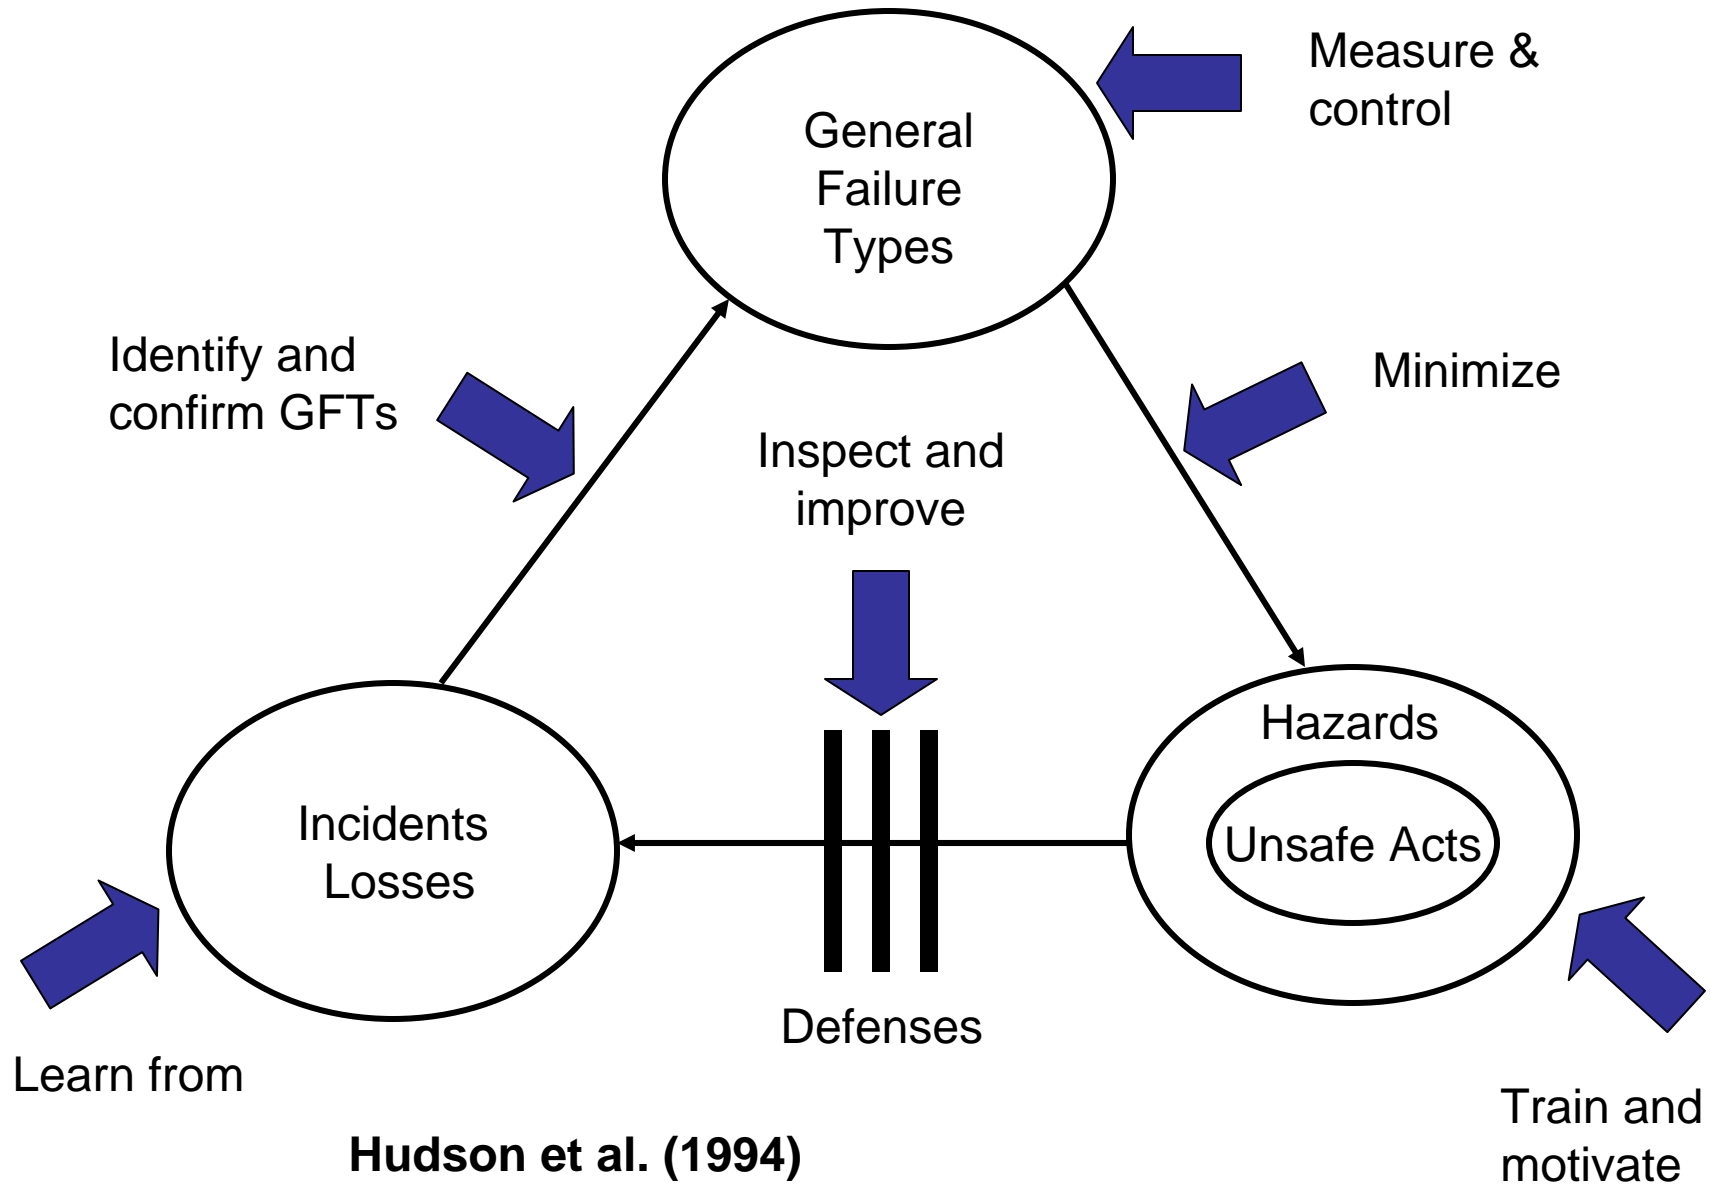 Measure &
control
General
Failure
Types
Identify and
confirm GFTs
Minimize
Inspect and
improve
Hazards
Unsafe Acts
Incidents
Losses
Defenses
Learn from
Train and
motivate
Hudson et al. (1994)